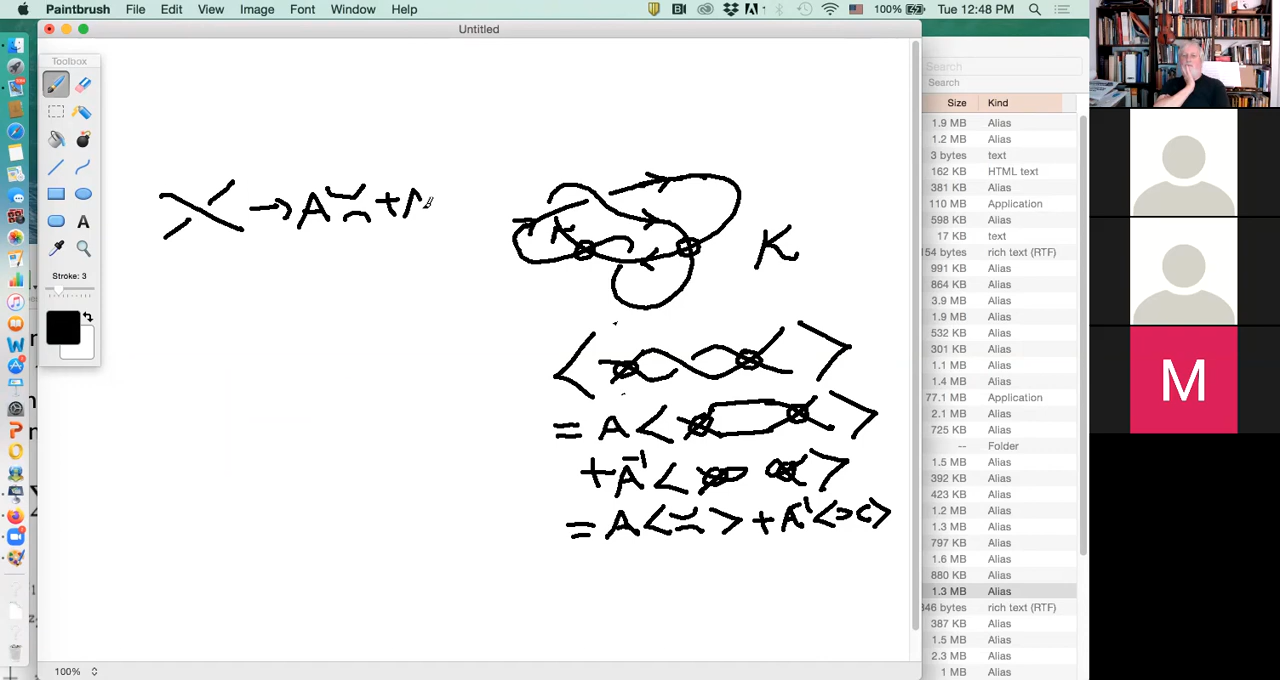 Paintbrush File Edit View Image Font Window Help
100% Tue 12:48 PM
Untitled
Toolbox
A
Stroke: 3
→ A + A
K
K
< >
= A < >
+ A⁻¹ < >
= A < > + A⁻¹ < >
100%
Search
Search
Size Kind
1.9 MB Alias
1.2 MB Alias
3 bytes text
162 KB HTML text
381 KB Alias
110 MB Application
598 KB Alias
17 KB text
rich text (RTF)
991 KB Alias
864 KB Alias
3.9 MB Alias
1.9 MB Alias
532 KB Alias
301 KB Alias
1.1 MB Alias
1.4 MB Alias
77.1 MB Application
2.1 MB Alias
725 KB Alias
-- Folder
1.5 MB Alias
392 KB Alias
423 KB Alias
1.2 MB Alias
1.3 MB Alias
797 KB Alias
1.6 MB Alias
880 KB Alias
1.3 MB Alias
rich text (RTF)
387 KB Alias
1.5 MB Alias
2.3 MB Alias
1 MB Alias
M